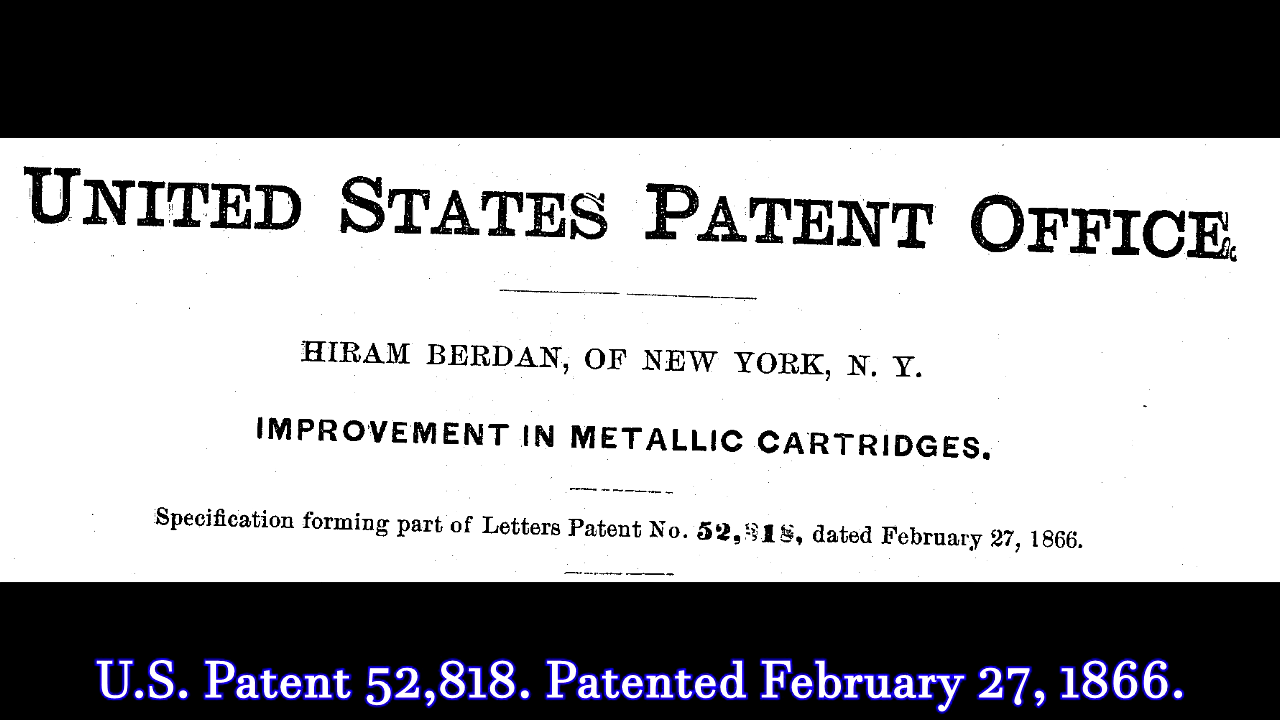 UNITED STATES PATENT OFFICE.
HIRAM BERDAN, OF NEW YORK, N. Y.
IMPROVEMENT IN METALLIC CARTRIDGES.
Specification forming part of Letters Patent No. 52,818, dated February 27, 1866.
U.S. Patent 52,818. Patented February 27, 1866.